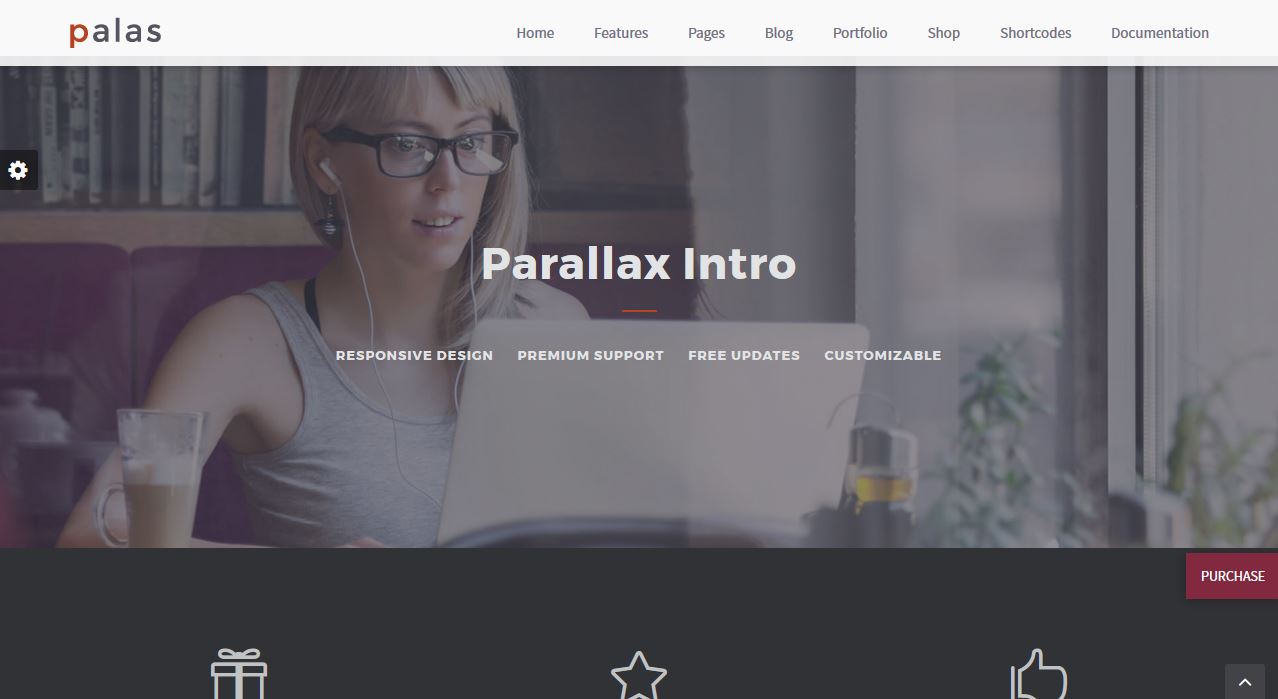 palas
Home Features Pages Blog Portfolio Shop Shortcodes Documentation
Parallax Intro
RESPONSIVE DESIGN PREMIUM SUPPORT FREE UPDATES CUSTOMIZABLE
PURCHASE